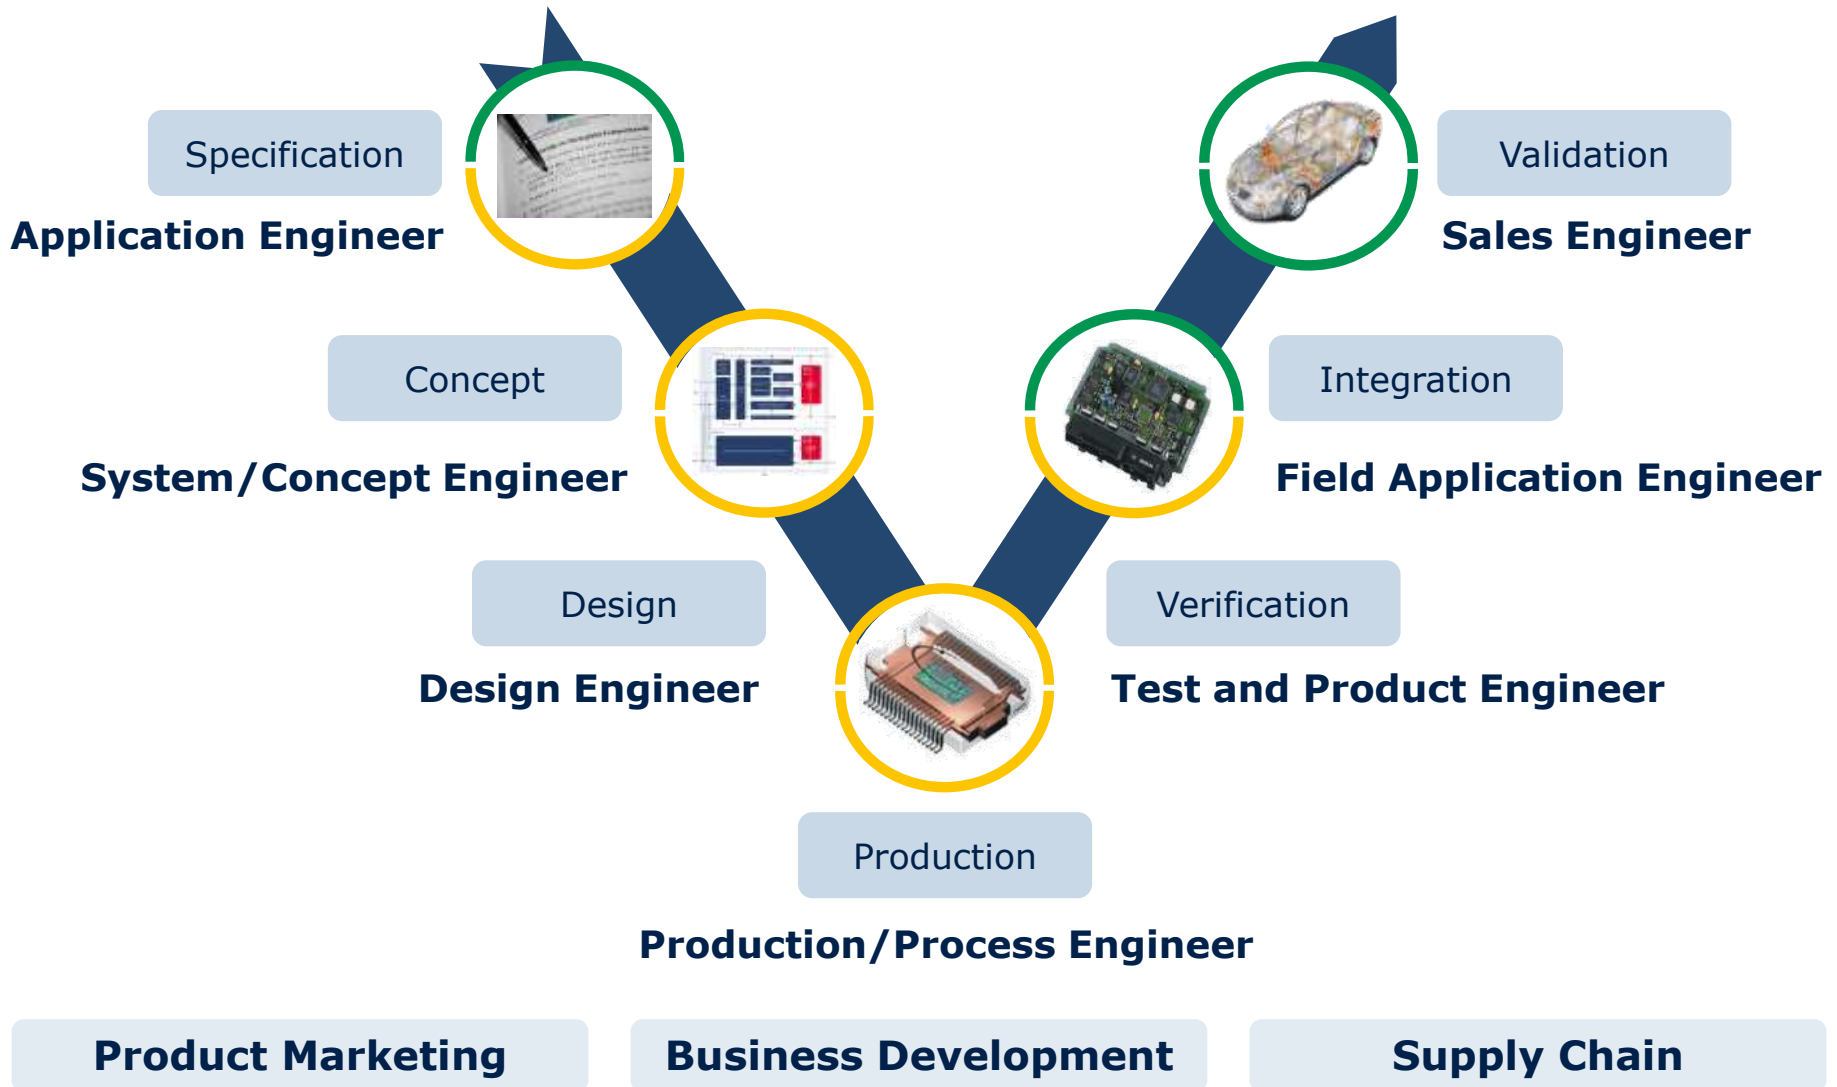 Specification
Application Engineer
Validation
Sales Engineer
Concept
System/Concept Engineer
Integration
Field Application Engineer
Design
Design Engineer
Verification
Test and Product Engineer
Production
Production/Process Engineer
Product Marketing
Business Development
Supply Chain